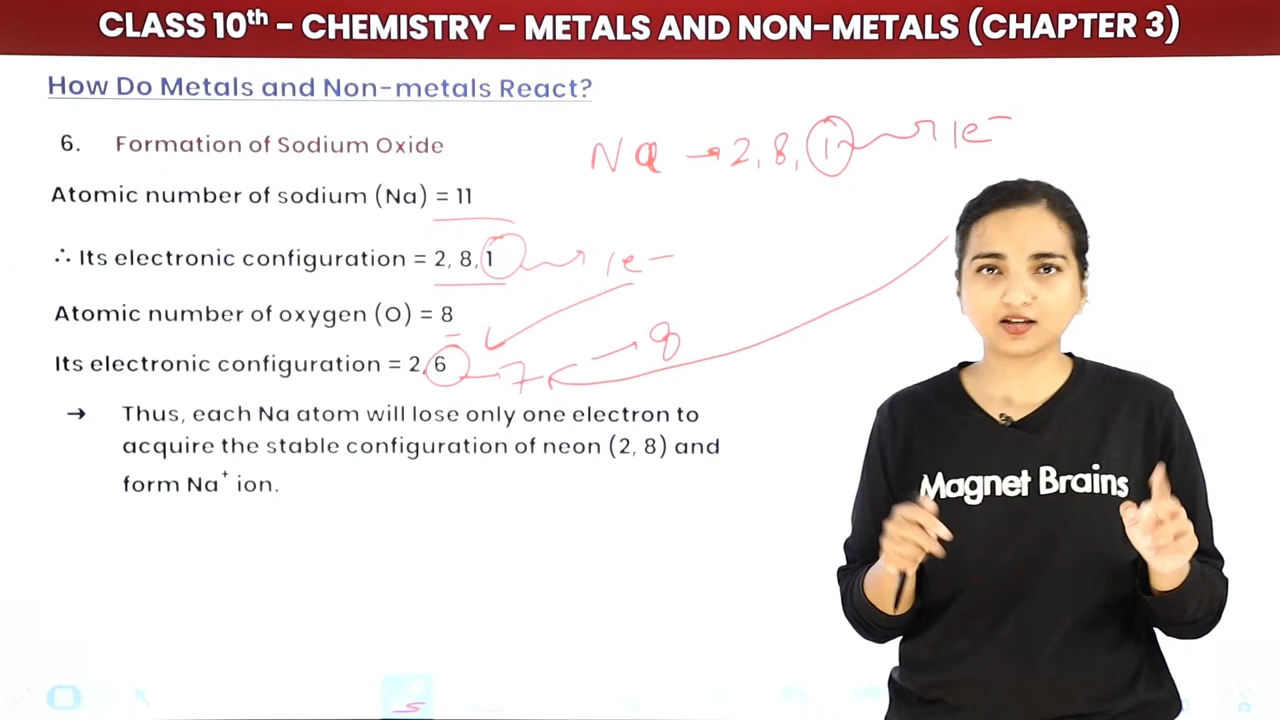 CLASS 10th - CHEMISTRY - METALS AND NON-METALS (CHAPTER 3)
How Do Metals and Non-metals React?
6. Formation of Sodium Oxide
Na → 2, 8, 1 1e⁻
Atomic number of sodium (Na) = 11
∴ Its electronic configuration = 2, 8, 1 1e⁻
Atomic number of oxygen (O) = 8
Its electronic configuration = 2, 6 7 → 8
→ Thus, each Na atom will lose only one electron to
acquire the stable configuration of neon (2, 8) and
form Na⁺ ion.
Magnet Brains